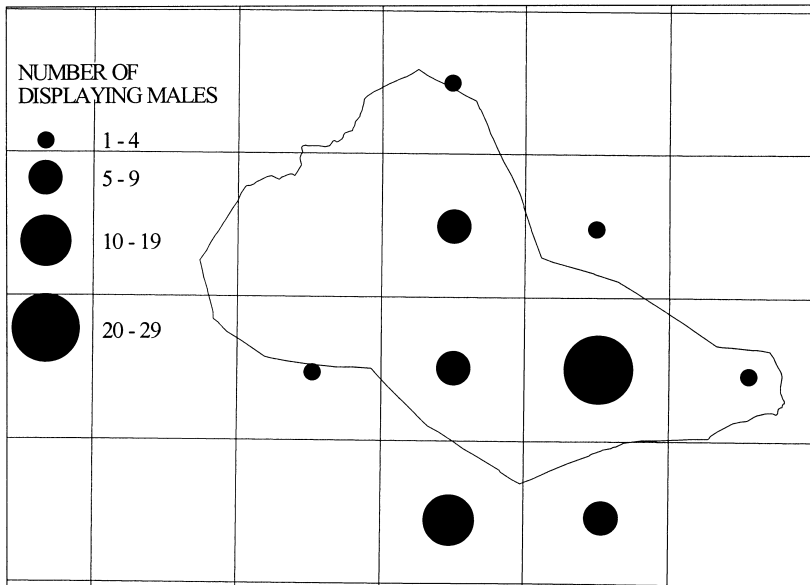 NUMBER OF
DISPLAYING MALES
1 - 4
5 - 9
10 - 19
20 - 29